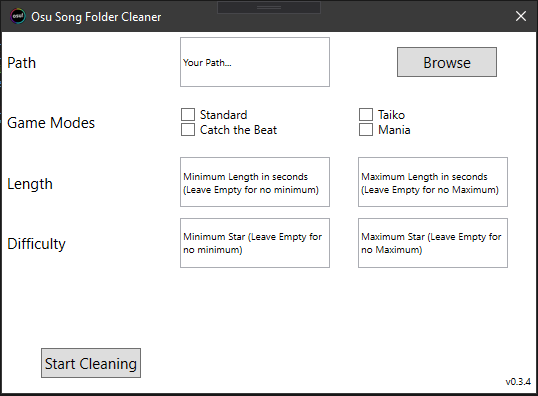 osu!
Osu Song Folder Cleaner
Path
Your Path...
Browse
Game Modes
Standard
Taiko
Catch the Beat
Mania
Length
Minimum Length in seconds
(Leave Empty for no minimum)
Maximum Length in seconds
(Leave Empty for no Maximum)
Difficulty
Minimum Star (Leave Empty for
no minimum)
Maximum Star (Leave Empty for
no Maximum)
Start Cleaning
v0.3.4